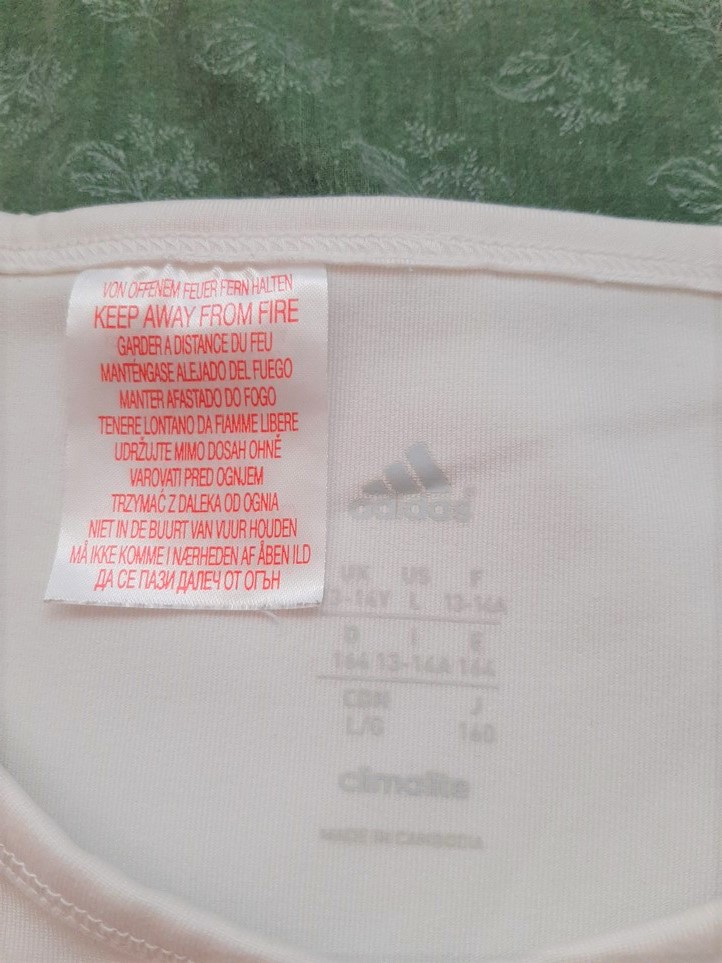 VON OFFENEM FEUER FERN HALTEN
KEEP AWAY FROM FIRE
GARDER A DISTANCE DU FEU
MANTÉNGASE ALEJADO DEL FUEGO
MANTER AFASTADO DO FOGO
TENERE LONTANO DA FIAMME LIBERE
UDRŽUJTE MIMO DOSAH OHNĚ
VAROVATI PRED OGNJEM
TRZYMAĆ Z DALEKA OD OGNIA
NIET IN DE BUURT VAN VUUR HOUDEN
MÅ IKKE KOMME I NÆRHEDEN AF ÅBEN ILD
ДА СЕ ПАЗИ ДАЛЕЧ ОТ ОГЪН
adidas
UK US F
3-14Y L 13-14A
D I E
164 13-14A 164
CDN J
L/G 160
climalite
MADE IN CAMBODIA